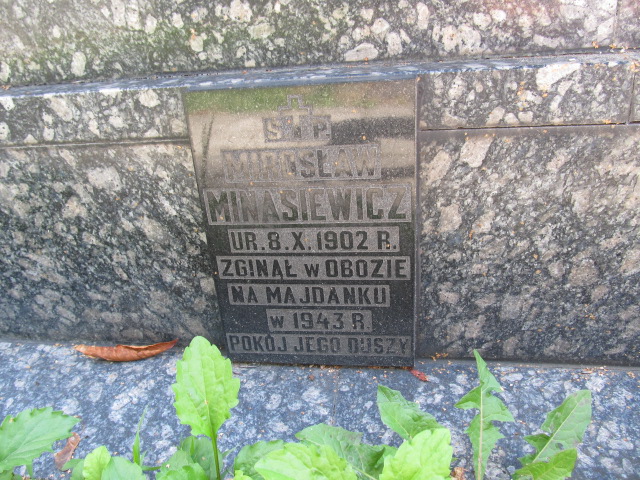 Ś✝P
MIROSŁAW
MINASIEWICZ
UR. 8. X. 1902 R.
ZGINĄŁ w OBOZIE
NA MAJDANKU
w 1943 R.
POKÓJ JEGO DUSZY